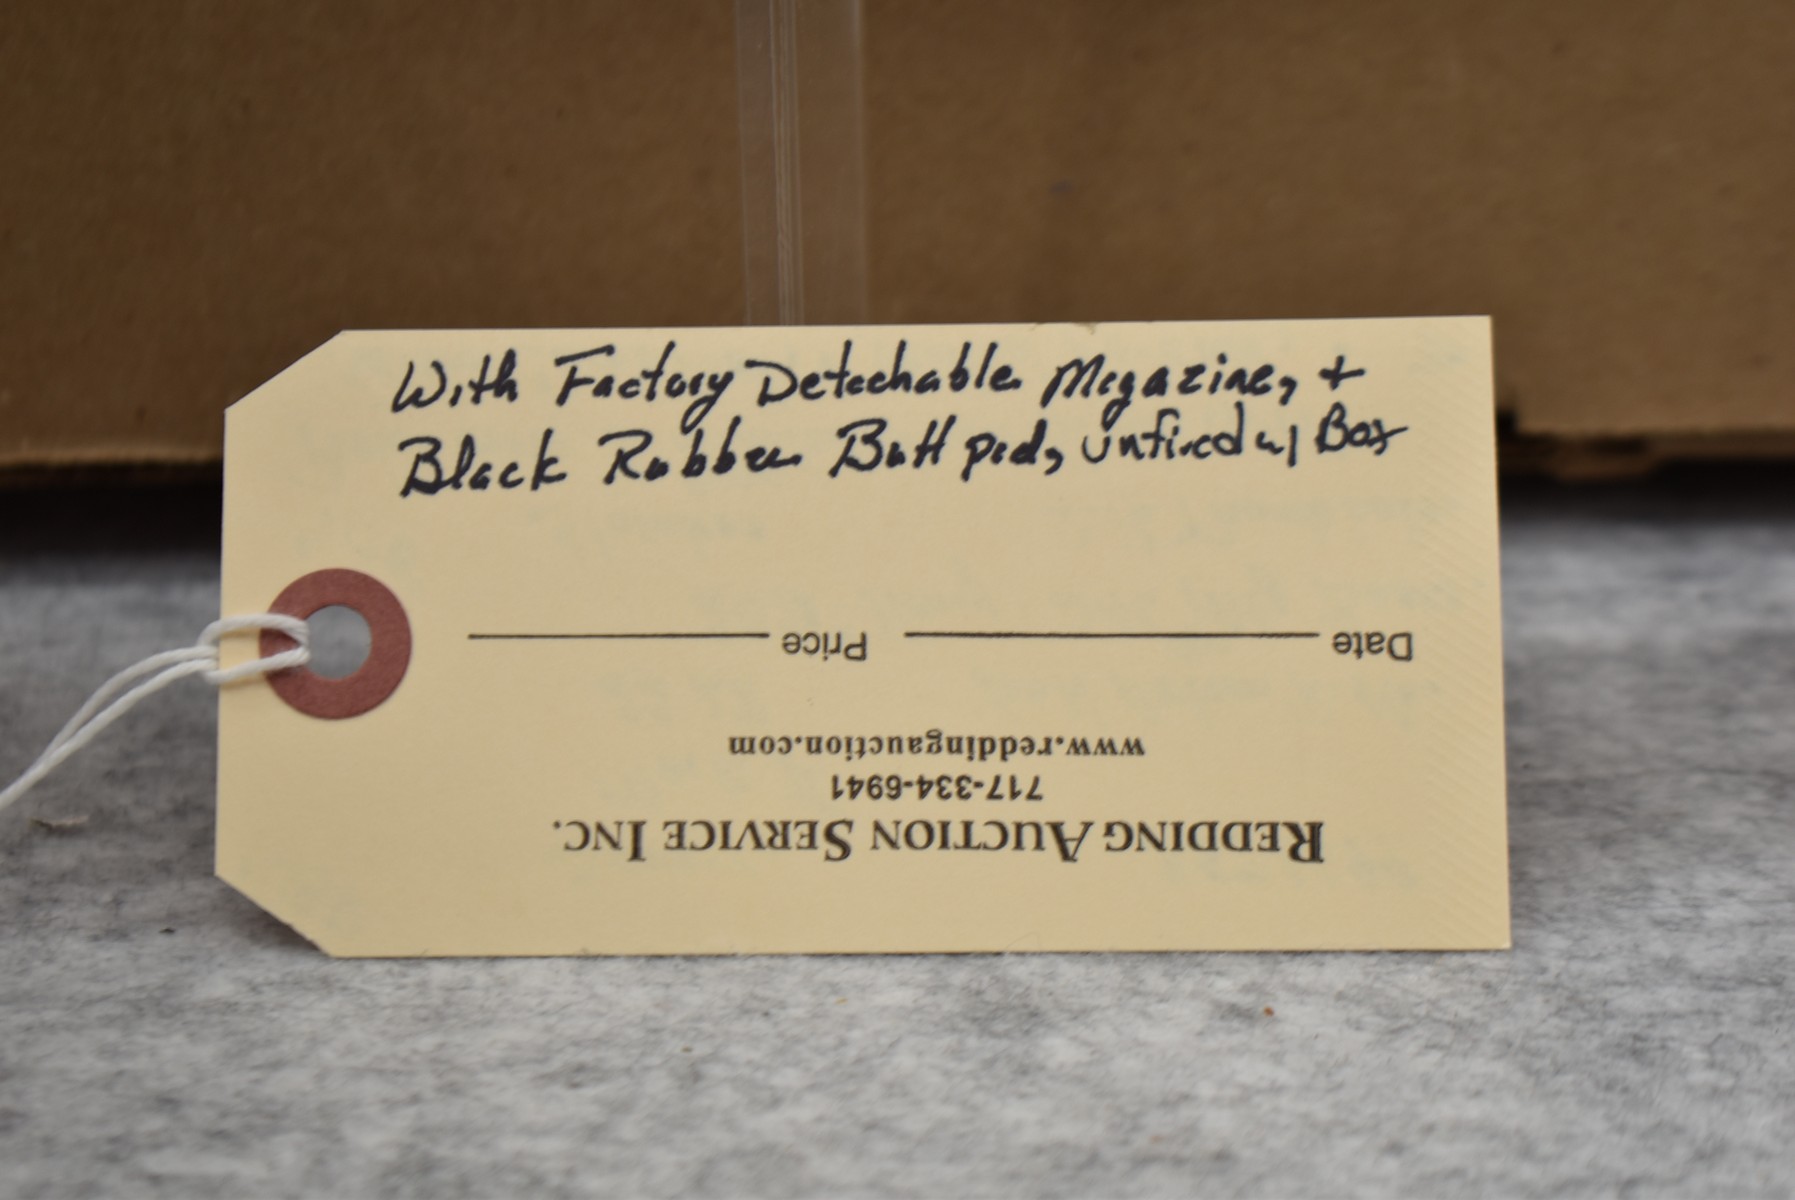 With Factory Detachable Magazine, +
Black Rubber Butt pad, unfired w/ Box
REDDING AUCTION SERVICE INC.
717-334-6941
www.reddingauction.com
Date Price